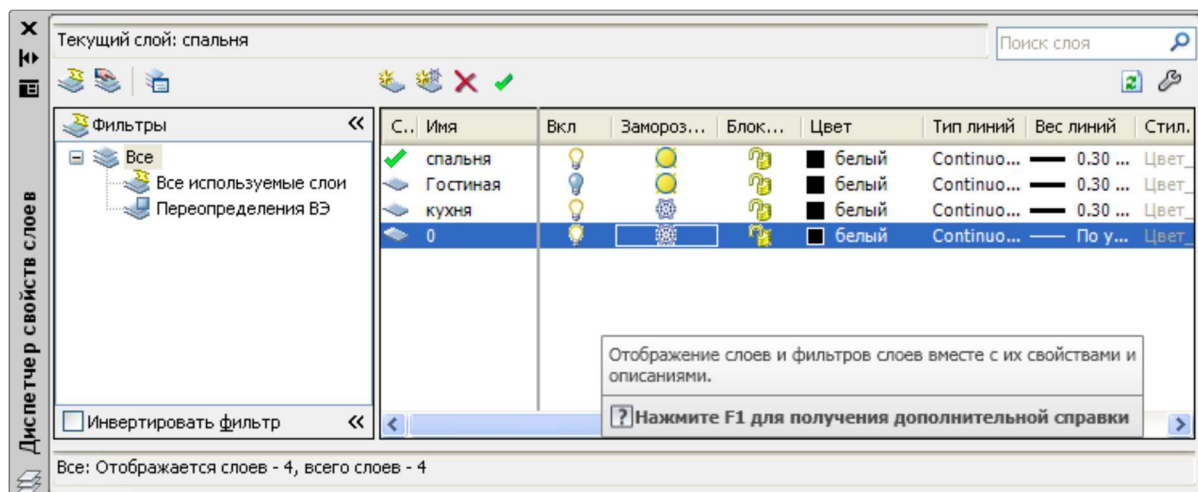 Текущий слой: спальня
Поиск слоя
Фильтры
Все
Все используемые слои
Переопределения ВЭ
Инвертировать фильтр
С.. Имя Вкл Замороз... Блок... Цвет Тип линий Вес линий Стил.
спальня белый Continuo... 0.30 ... Цвет_
Гостиная белый Continuo... 0.30 ... Цвет_
кухня белый Continuo... 0.30 ... Цвет_
0 белый Continuo... По у... Цвет_
Отображение слоев и фильтров слоев вместе с их свойствами и
описаниями.
Нажмите F1 для получения дополнительной справки
Все: Отображается слоев - 4, всего слоев - 4
Диспетчер свойств слоев